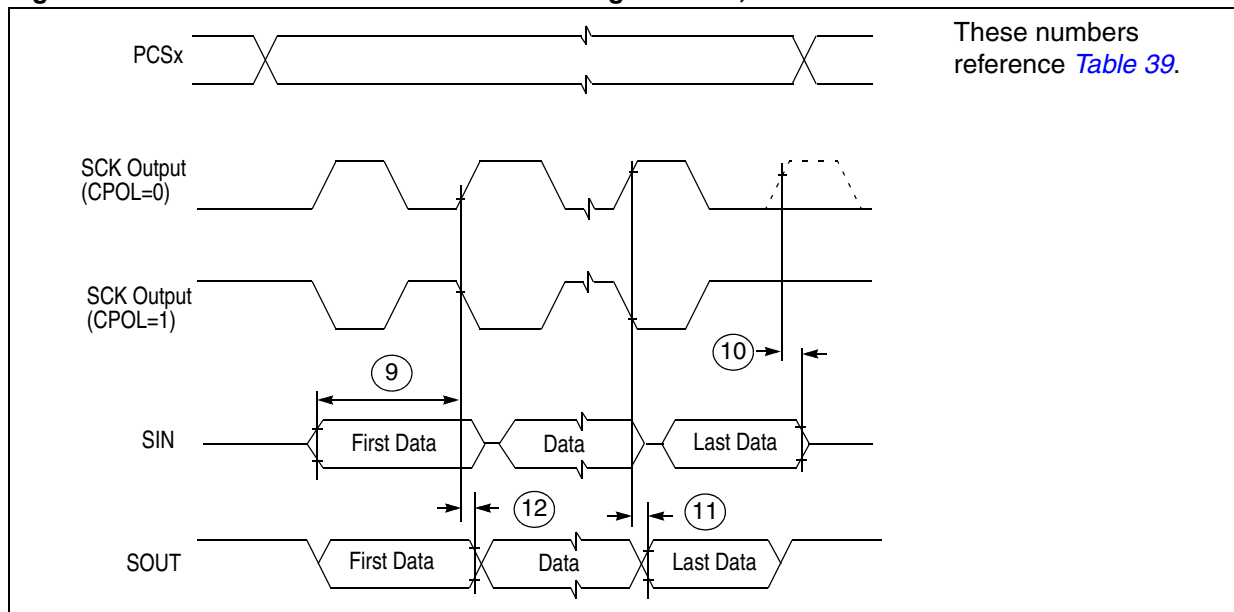 These numbers
reference Table 39.
PCSx
SCK Output
(CPOL=0)
SCK Output
(CPOL=1)
10
9
SIN
First Data
Data
Last Data
12
11
SOUT
First Data
Data
Last Data